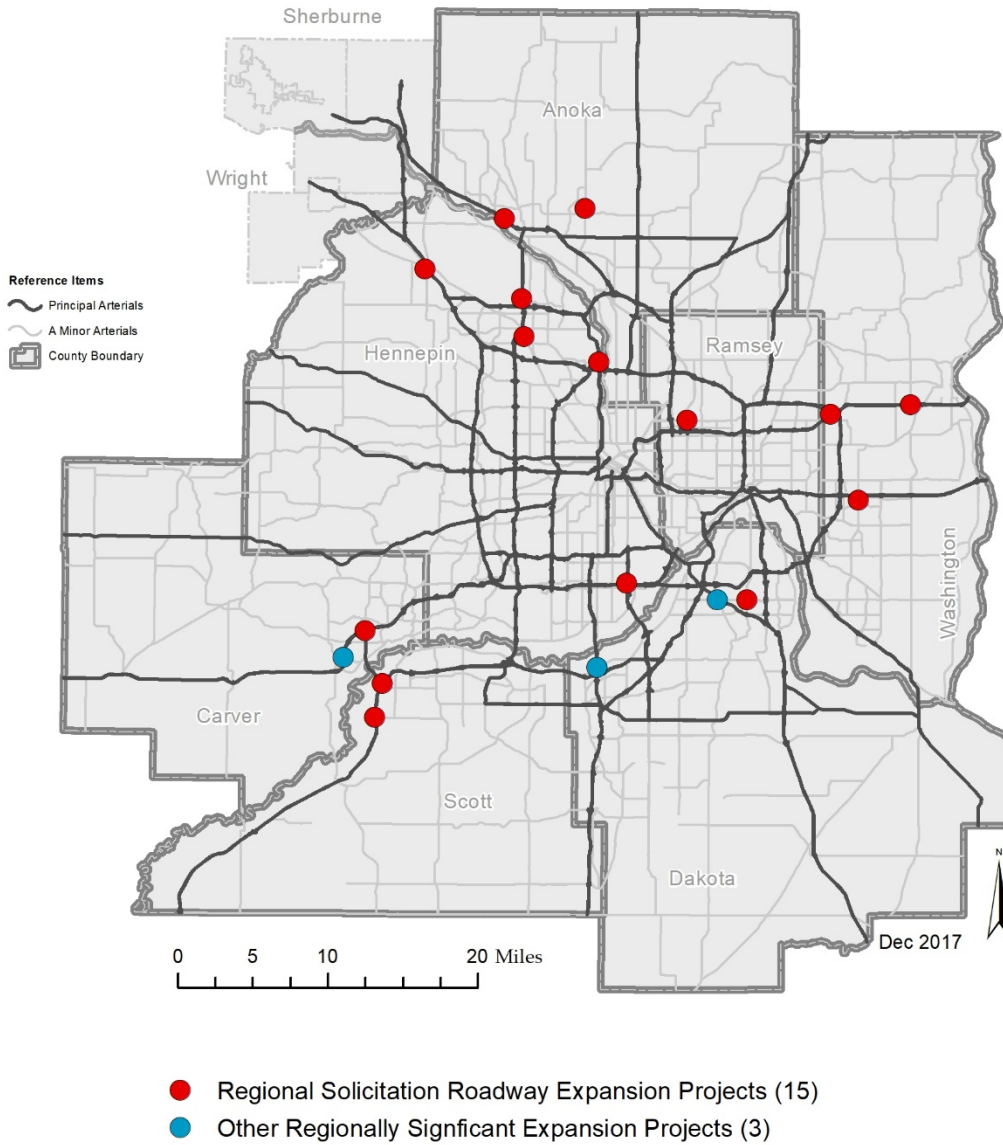 Sherburne
Anoka
Wright
Reference Items
Principal Arterials
A Minor Arterials
County Boundary
Hennepin
Ramsey
Washington
Carver
Scott
Dakota
N
Dec 2017
0 5 10 20 Miles
Regional Solicitation Roadway Expansion Projects (15)
Other Regionally Signficant Expansion Projects (3)